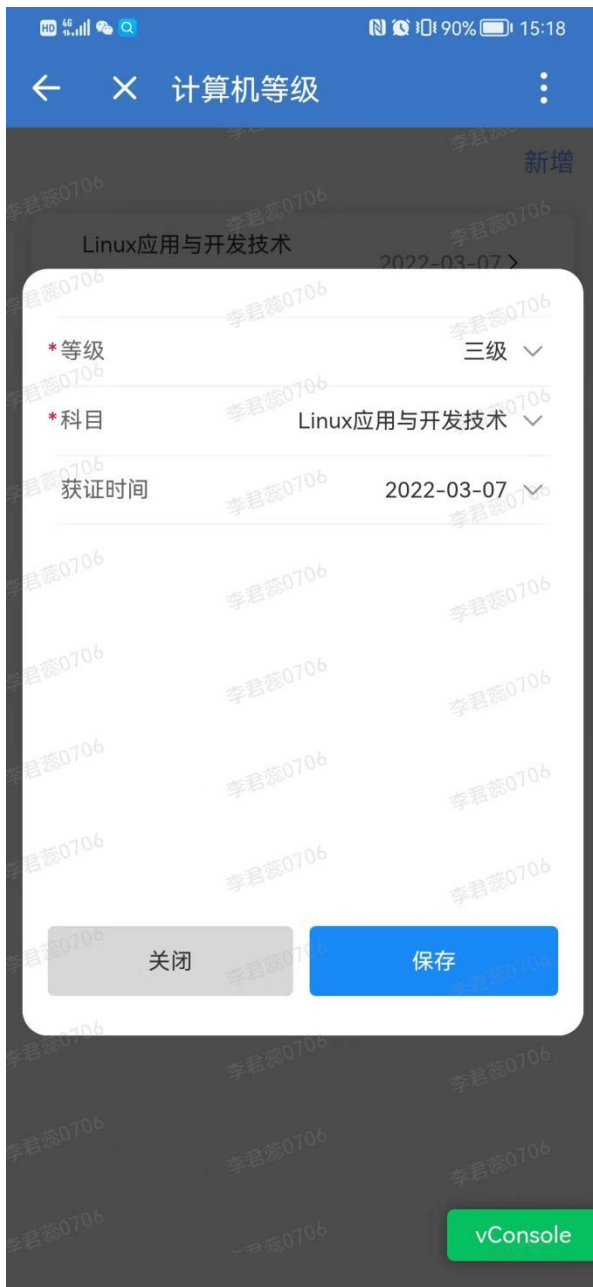 HD 4G 90% 15:18
计算机等级
新增
Linux应用与开发技术
2022-03-07
*等级 三级
*科目 Linux应用与开发技术
获证时间 2022-03-07
关闭 保存
vConsole
李君蕊0706